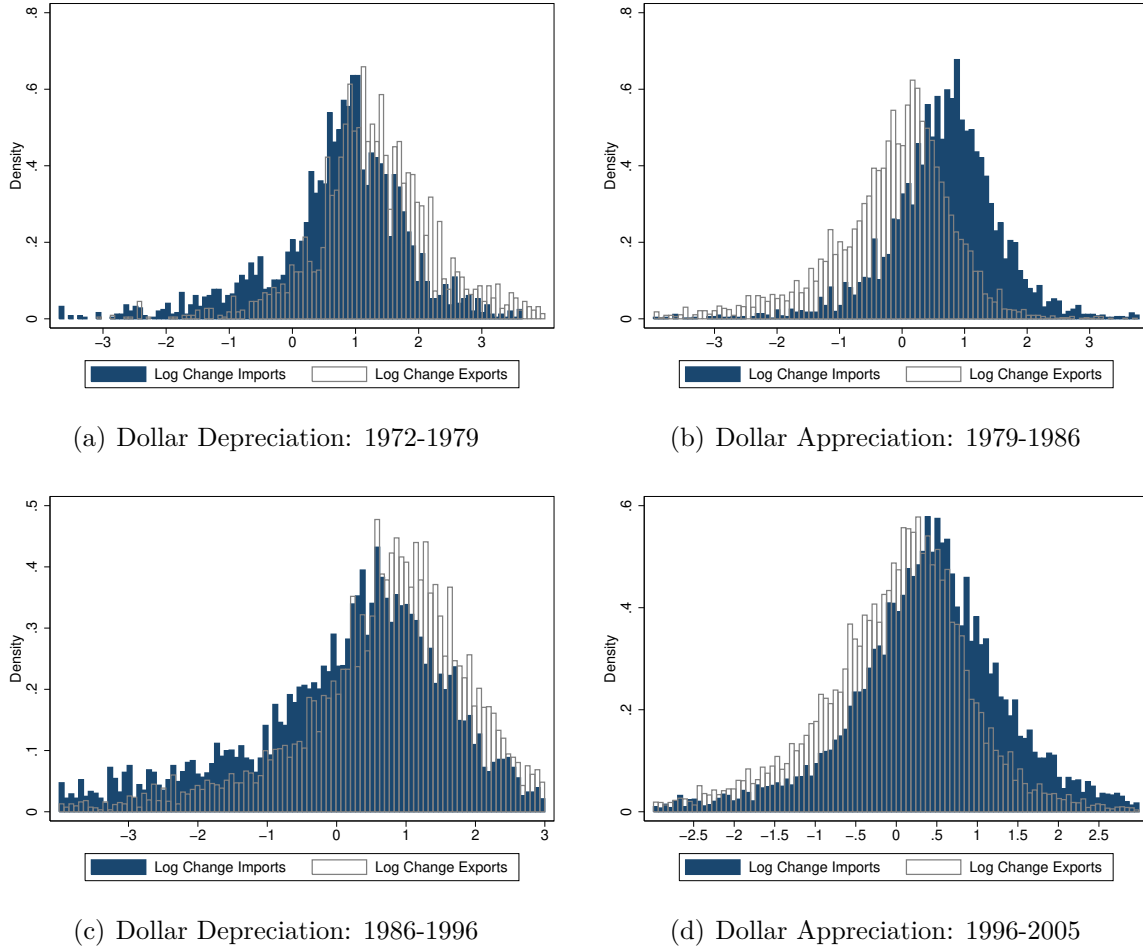 .8
.6
.4
.2
0
Density
−3 −2 −1 0 1 2 3
Log Change Imports Log Change Exports
(a) Dollar Depreciation: 1972-1979
.8
.6
.4
.2
0
Density
−3 −2 −1 0 1 2 3
Log Change Imports Log Change Exports
(b) Dollar Appreciation: 1979-1986
.5
.4
.3
.2
.1
0
Density
−3 −2 −1 0 1 2 3
Log Change Imports Log Change Exports
(c) Dollar Depreciation: 1986-1996
.6
.4
.2
0
Density
−2.5 −2 −1.5 −1 −.5 0 .5 1 1.5 2 2.5
Log Change Imports Log Change Exports
(d) Dollar Appreciation: 1996-2005